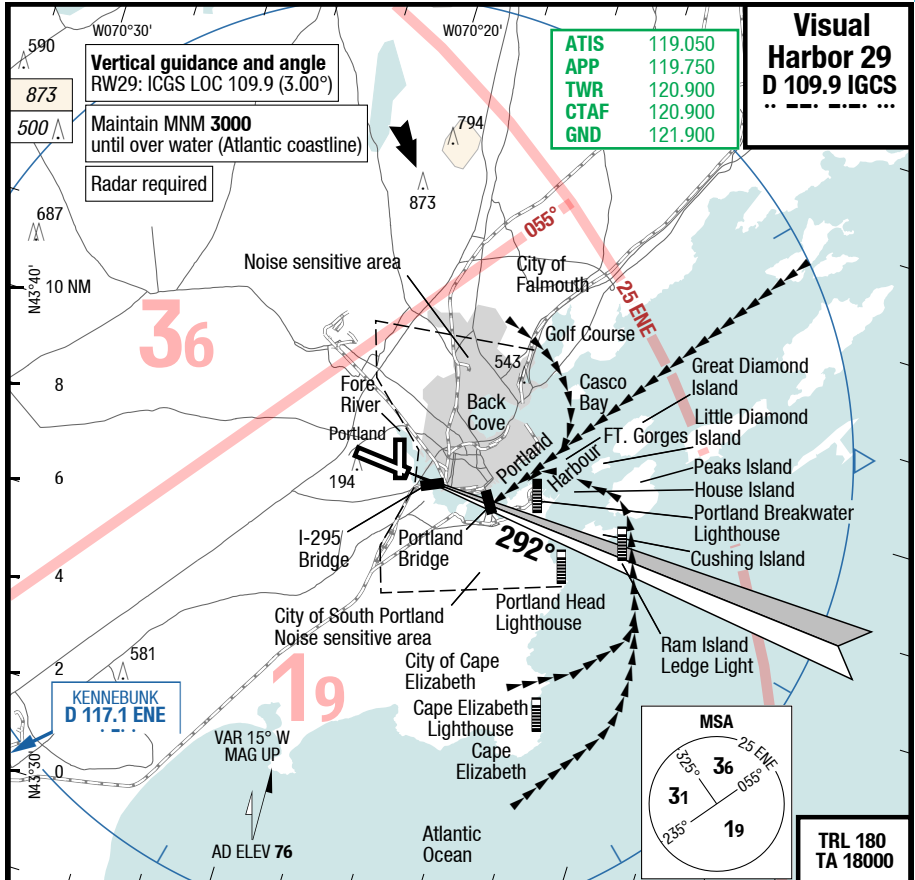 W070°30'
W070°20'
590
873
500
Vertical guidance and angle
RW29: ICGS LOC 109.9 (3.00°)
Maintain MNM 3000
until over water (Atlantic coastline)
Radar required
ATIS 119.050
APP 119.750
TWR 120.900
CTAF 120.900
GND 121.900
Visual
Harbor 29
D 109.9 IGCS
794
873
687
055°
25 ENE
Noise sensitive area
City of
Falmouth
N43°40'
10 NM
36
Golf Course
543
8
Fore
River
Back
Cove
Casco
Bay
Great Diamond
Island
Little Diamond
Island
Portland
FT. Gorges
Portland
Harbour
Peaks Island
House Island
194
6
Portland Breakwater
Lighthouse
I-295
Bridge
Portland
Bridge
292°
Cushing Island
4
Portland Head
Lighthouse
City of South Portland
Noise sensitive area
Ram Island
Ledge Light
581
2
19
City of Cape
Elizabeth
KENNEBUNK
D 117.1 ENE
Cape Elizabeth
Lighthouse
Cape
Elizabeth
VAR 15° W
MAG UP
N43°30'
0
AD ELEV 76
Atlantic
Ocean
MSA
25 ENE
325°
36
055°
31
19
235°
TRL 180
TA 18000